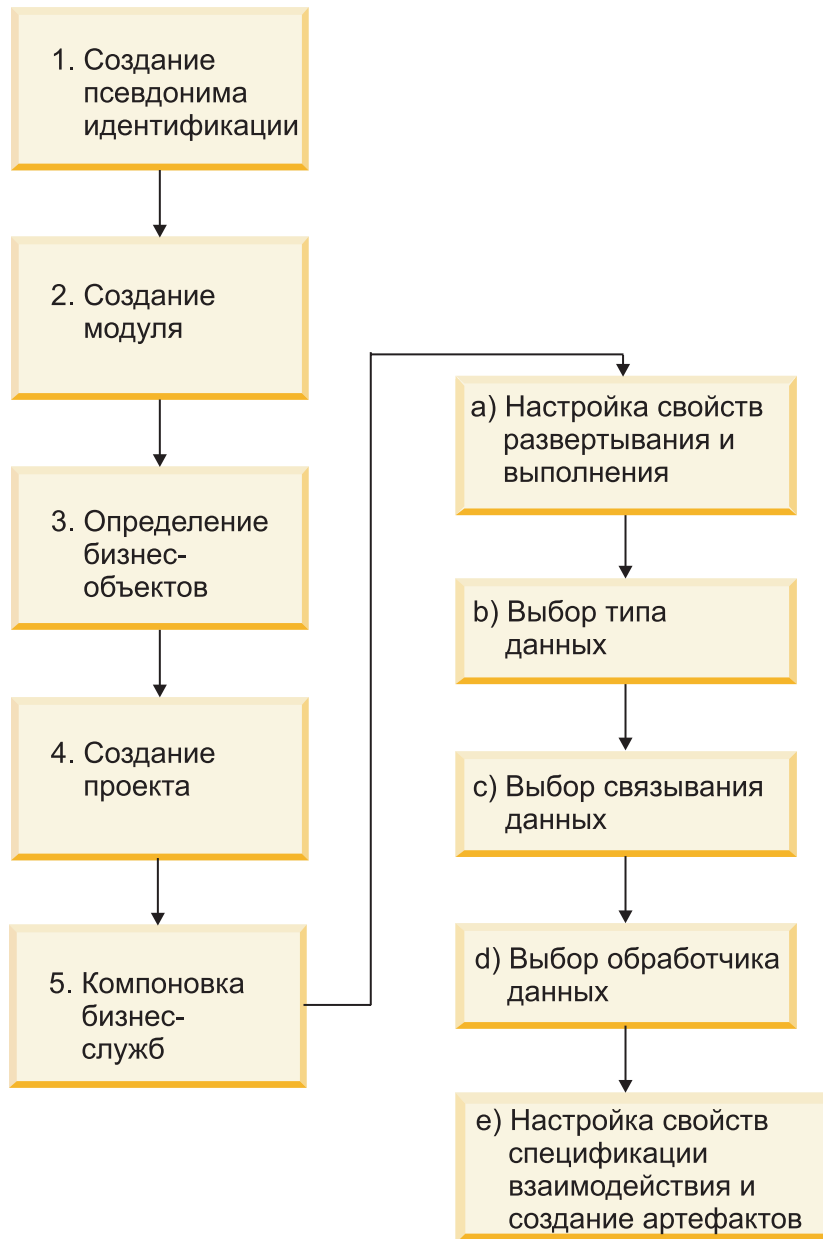 1. Создание
псевдонима
идентификации
2. Создание
модуля
3. Определение
бизнес-
объектов
4. Создание
проекта
5. Компоновка
бизнес-
служб
a) Настройка свойств
развертывания и
выполнения
b) Выбор типа
данных
c) Выбор связывания
данных
d) Выбор обработчика
данных
e) Настройка свойств
спецификации
взаимодействия и
создание артефактов